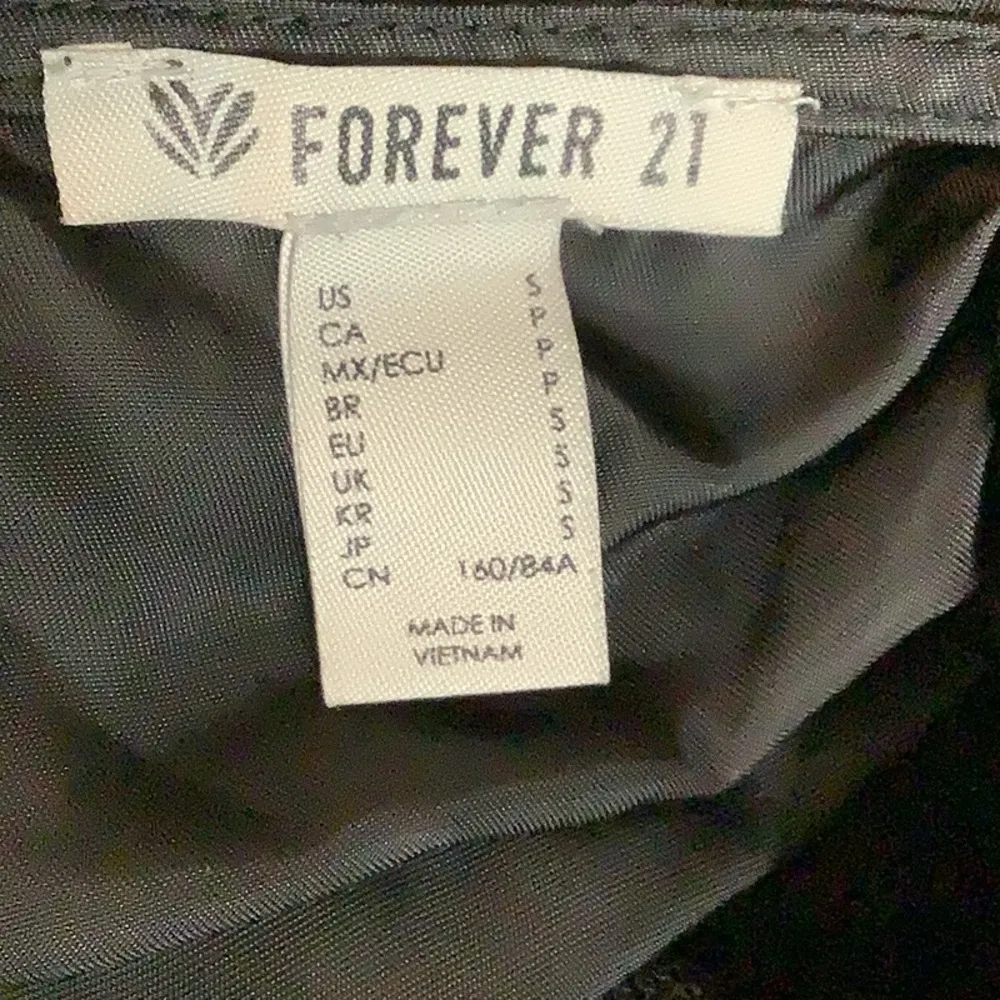 FOREVER 21
US S
CA P
MX/ECU P
BR P
EU S
UK S
KR S
JP S
CN 160/84A
MADE IN
VIETNAM